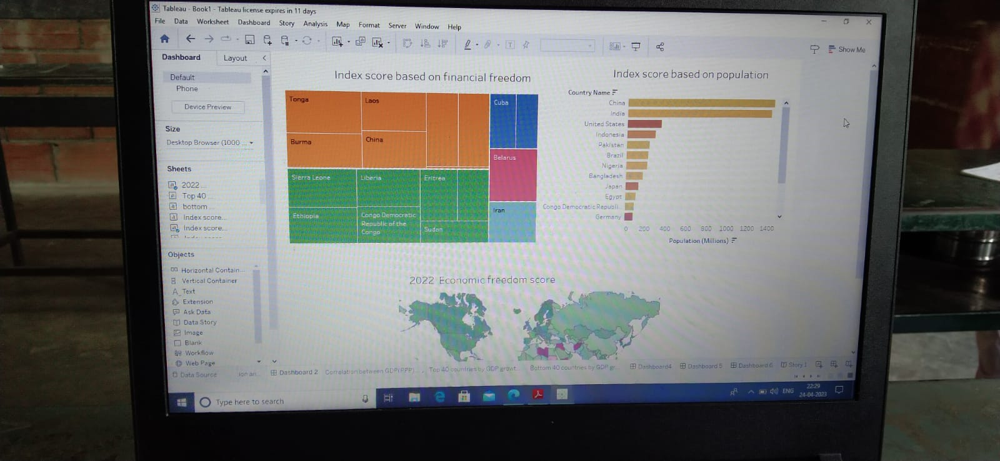 Tableau - Book1 - Tableau license expires in 11 days
File Data Worksheet Dashboard Story Analysis Map Format Server Window Help
Show Me
Dashboard Layout
Default
Phone
Device Preview
Size
Desktop Browser (1000 ...
Sheets
2022 ...
Top 40 ...
bottom ...
Index score...
Index score...
Objects
Horizontal Contain...
Vertical Container
Text
Extension
Ask Data
Data Story
Image
Blank
Workflow
Web Page
Index score based on financial freedom
Tonga
Laos
Cuba
Burma
China
Belarus
Sierra Leone
Liberia
Eritrea
Iran
Ethiopia
Congo Democratic
Republic of the
Congo
Sudan
Index score based on population
Country Name
China
India
United States
Indonesia
Pakistan
Brazil
Nigeria
Bangladesh
Japan
Egypt
Congo Democratic Republi..
Germany
0 200 400 600 800 1000 1200 1400
Population (Millions)
2022 Economic freedom score
Data Source
Dashboard 2 Correlation between GDP(PPP)... Top 40 countries by GDP growt... Bottom 40 countries by GDP gr... Dashboard4 Dashboard 5 Dashboard 6 Story 1
Type here to search
ENG
22:29
24-04-2023